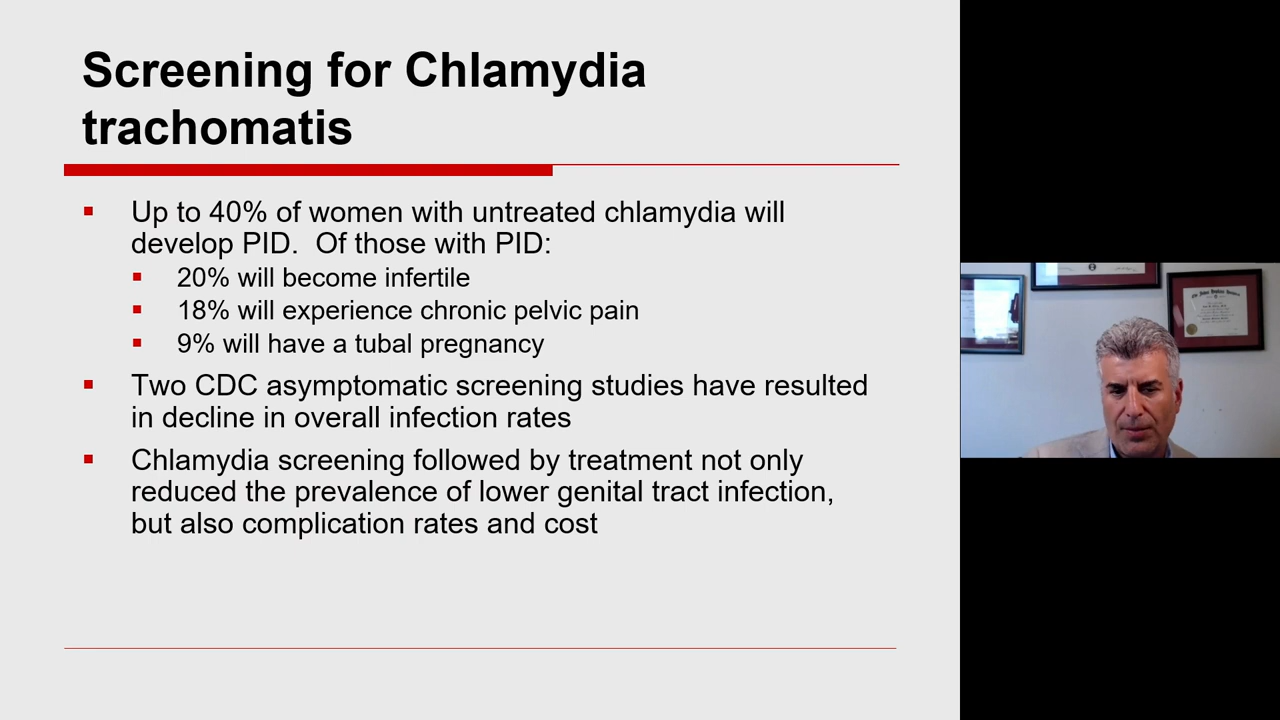 Screening for Chlamydia
trachomatis
Up to 40% of women with untreated chlamydia will
develop PID.  Of those with PID:
20% will become infertile
18% will experience chronic pelvic pain
9% will have a tubal pregnancy
Two CDC asymptomatic screening studies have resulted
in decline in overall infection rates
Chlamydia screening followed by treatment not only
reduced the prevalence of lower genital tract infection,
but also complication rates and cost